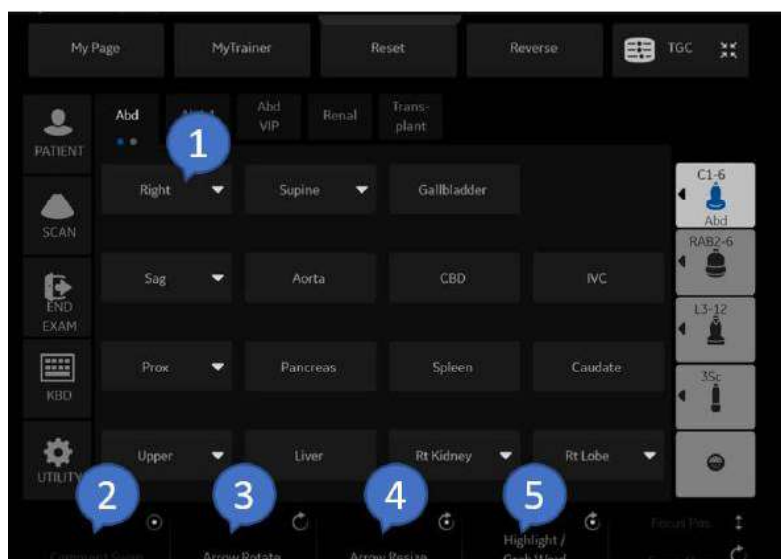 My Page
MyTrainer
Reset
Reverse
TGC
PATIENT
SCAN
END
EXAM
KBD
UTILITY
Abd
Abd
VIP
Renal
Trans-
plant
1
Right
Supine
Gallbladder
Sag
Aorta
CBD
IVC
Prox
Pancreas
Spleen
Caudate
Upper
Liver
Rt Kidney
Rt Lobe
C1-6
Abd
RAB2-6
L3-12
3Sc
2
3
4
5
Arrow Rotate
Arrow Resize
Highlight /
Focus Pos.